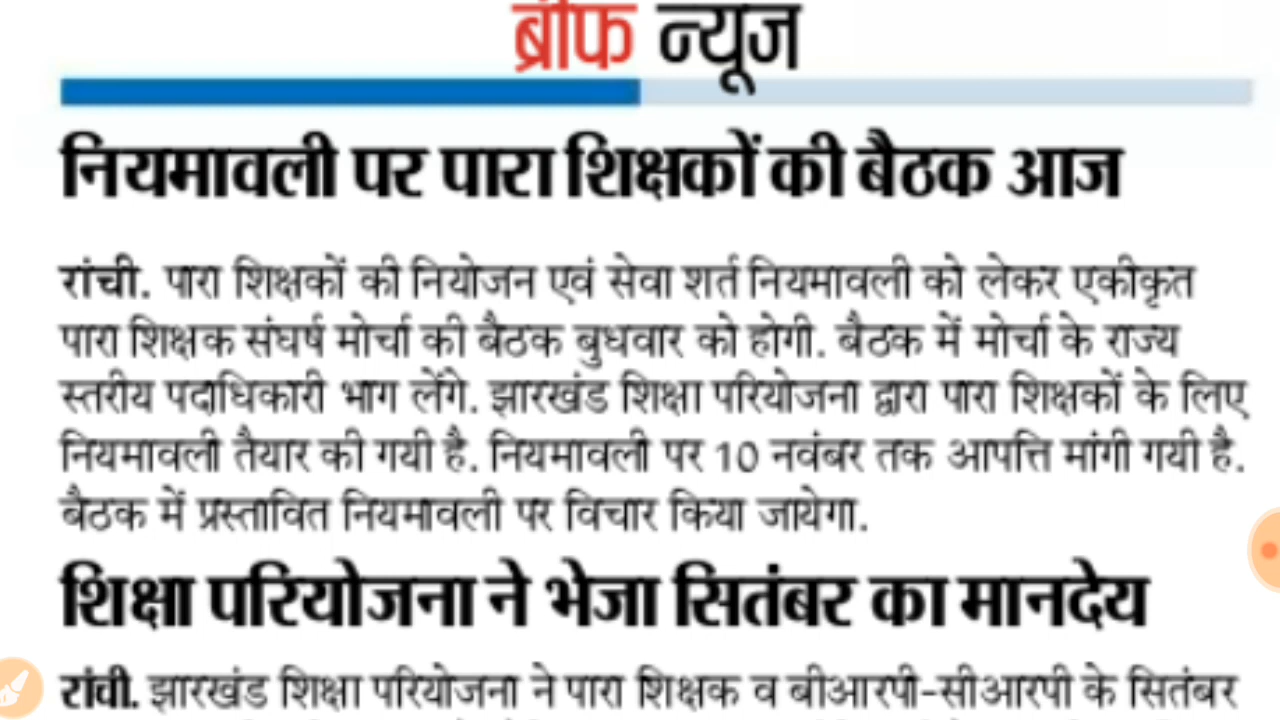 ब्रीफ न्यूज
नियमावली पर पारा शिक्षकों की बैठक आज
रांची. पारा शिक्षकों की नियोजन एवं सेवा शर्त नियमावली को लेकर एकीकृत
पारा शिक्षक संघर्ष मोर्चा की बैठक बुधवार को होगी. बैठक में मोर्चा के राज्य
स्तरीय पदाधिकारी भाग लेंगे. झारखंड शिक्षा परियोजना द्वारा पारा शिक्षकों के लिए
नियमावली तैयार की गयी है. नियमावली पर 10 नवंबर तक आपत्ति मांगी गयी है.
बैठक में प्रस्तावित नियमावली पर विचार किया जायेगा.
शिक्षा परियोजना ने भेजा सितंबर का मानदेय
रांची. झारखंड शिक्षा परियोजना ने पारा शिक्षक व बीआरपी-सीआरपी के सितंबर